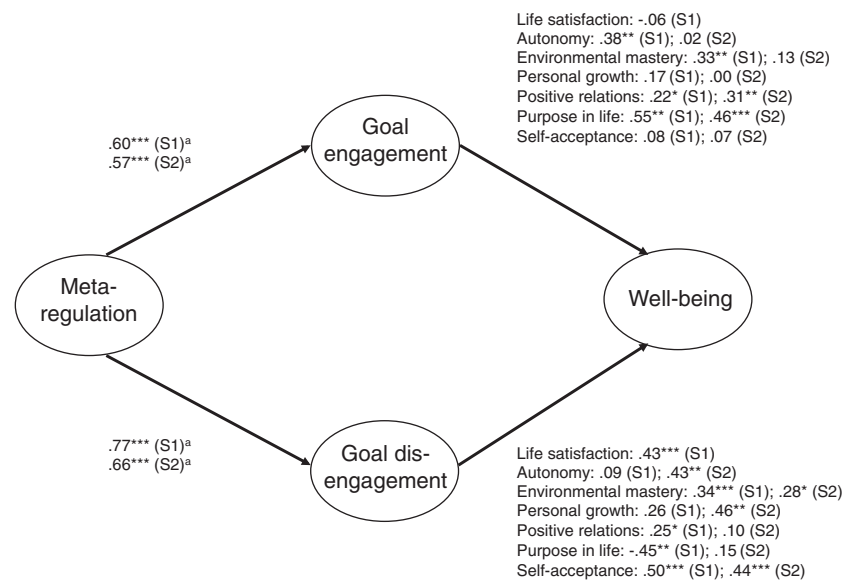 Life satisfaction: -.06 (S1)
Autonomy: .38** (S1); .02 (S2)
Environmental mastery: .33** (S1); .13 (S2)
Personal growth: .17 (S1); .00 (S2)
Positive relations: .22* (S1); .31** (S2)
Purpose in life: .55** (S1); .46*** (S2)
Self-acceptance: .08 (S1); .07 (S2)
Goal
engagement
.60*** (S1)ᵃ
.57*** (S2)ᵃ
Meta-
regulation
Well-being
.77*** (S1)ᵃ
.66*** (S2)ᵃ
Goal dis-
engagement
Life satisfaction: .43*** (S1)
Autonomy: .09 (S1); .43** (S2)
Environmental mastery: .34*** (S1); .28* (S2)
Personal growth: .26 (S1); .46** (S2)
Positive relations: .25* (S1); .10 (S2)
Purpose in life: -.45** (S1); .15 (S2)
Self-acceptance: .50*** (S1); .44*** (S2)